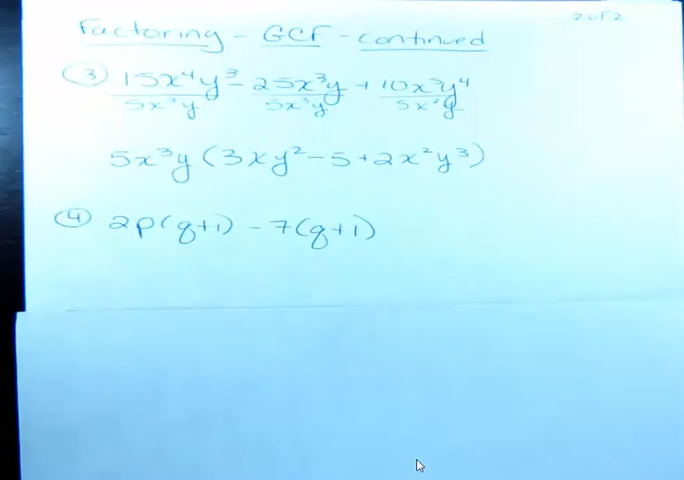 2 of 2
Factoring - GCF - continued
③ 15x⁴y³ - 25x³y + 10x⁵y⁴
5x³y 5x³y 5x³y
5x³y (3xy² - 5 + 2x²y³)
④ 2p(q+1) - 7(q+1)